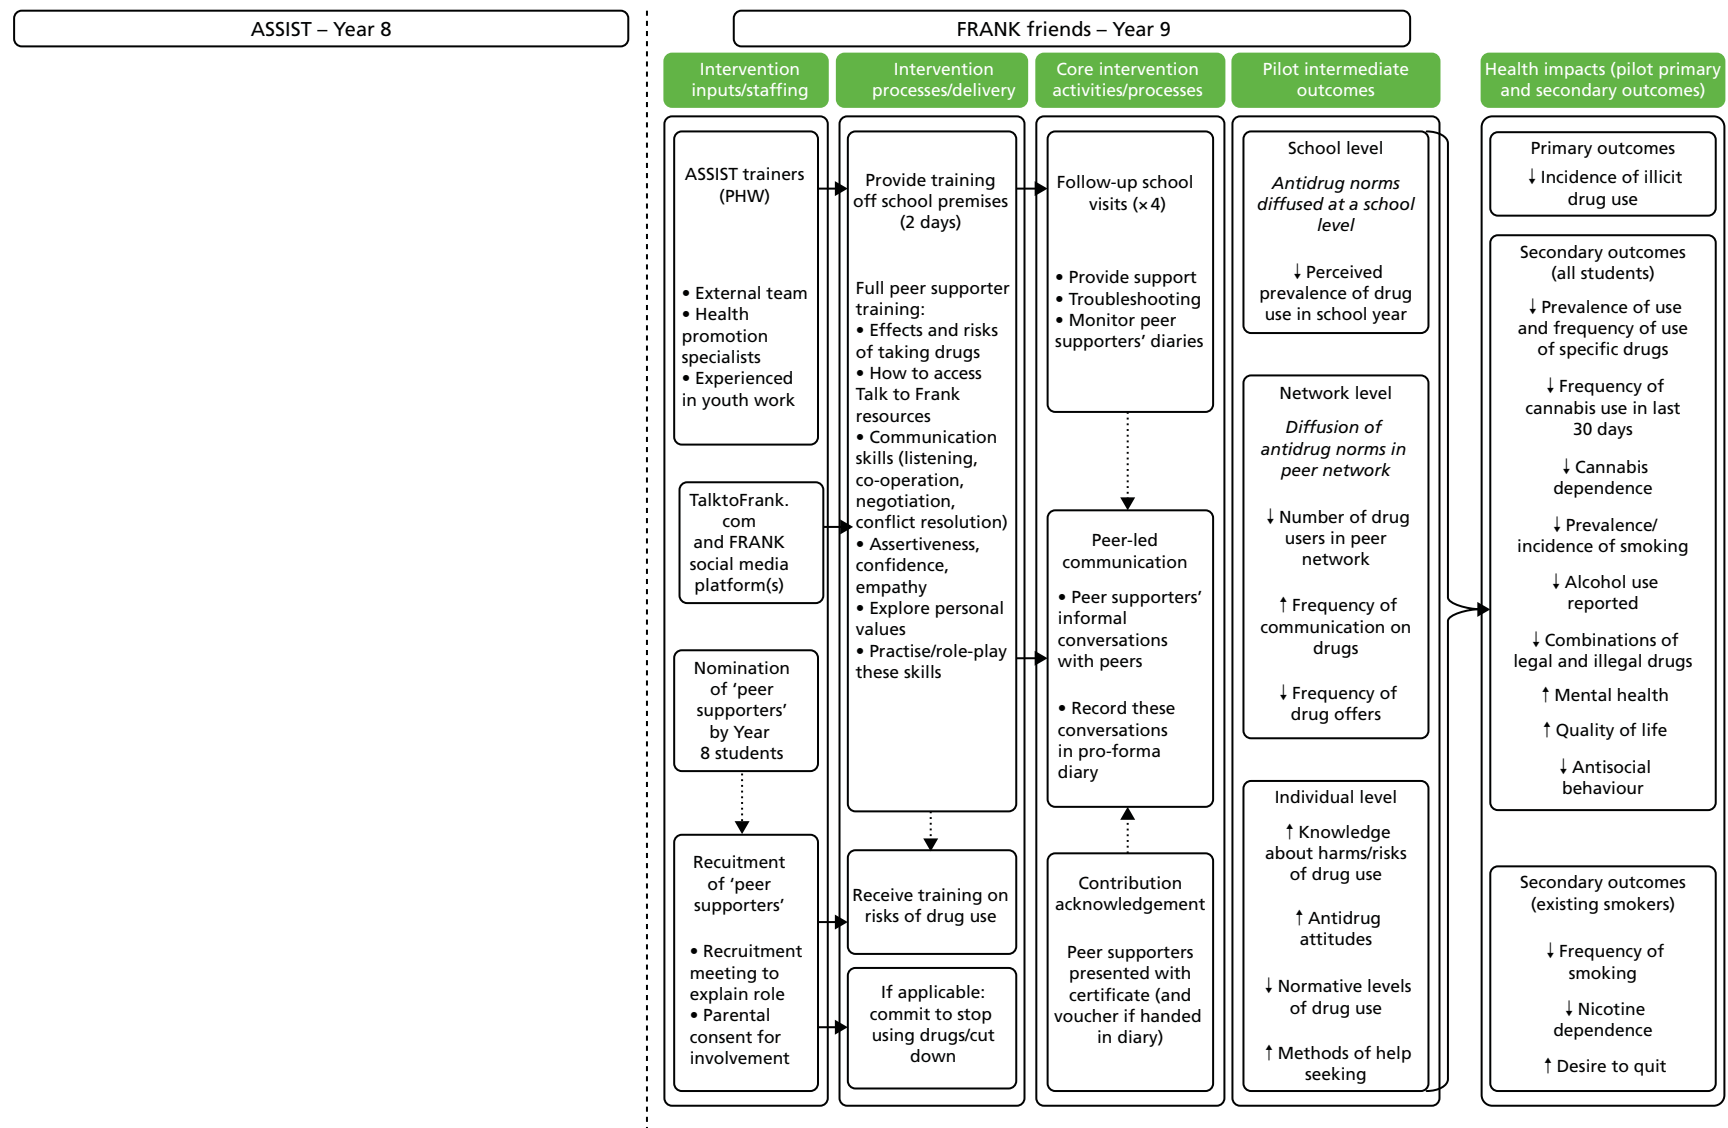 ASSIST – Year 8
FRANK friends – Year 9
Intervention
inputs/staffing
Intervention
processes/delivery
Core intervention
activities/processes
Pilot intermediate
outcomes
Health impacts (pilot primary
and secondary outcomes)
ASSIST trainers
(PHW)
• External team
• Health
promotion
specialists
• Experienced
in youth work
TalktoFrank.
com
and FRANK
social media
platform(s)
Nomination
of ‘peer
supporters’
by Year
8 students
Recuitment
of ‘peer
supporters’
• Recruitment
meeting to
explain role
• Parental
consent for
involvement
Provide training
off school premises
(2 days)
Full peer supporter
training:
• Effects and risks
of taking drugs
• How to access
Talk to Frank
resources
• Communication
skills (listening,
co-operation,
negotiation,
conflict resolution)
• Assertiveness,
confidence,
empathy
• Explore personal
values
• Practise/role-play
these skills
Receive training on
risks of drug use
If applicable:
commit to stop
using drugs/cut
down
Follow-up school
visits (×4)
• Provide support
• Troubleshooting
• Monitor peer
supporters’ diaries
Peer-led
communication
• Peer supporters’
informal
conversations
with peers
• Record these
conversations
in pro-forma
diary
Contribution
acknowledgement
Peer supporters
presented with
certificate (and
voucher if handed
in diary)
School level
Antidrug norms
diffused at a school
level
↓ Perceived
prevalence of drug
use in school year
Network level
Diffusion of
antidrug norms in
peer network
↓ Number of drug
users in peer
network
↑ Frequency of
communication on
drugs
↓ Frequency of
drug offers
Individual level
↑ Knowledge
about harms/risks
of drug use
↑ Antidrug
attitudes
↓ Normative levels
of drug use
↑ Methods of help
seeking
Primary outcomes
↓ Incidence of illicit
drug use
Secondary outcomes
(all students)
↓ Prevalence of use
and frequency of use
of specific drugs
↓ Frequency of
cannabis use in last
30 days
↓ Cannabis
dependence
↓ Prevalence/
incidence of smoking
↓ Alcohol use
reported
↓ Combinations of
legal and illegal drugs
↑ Mental health
↑ Quality of life
↓ Antisocial
behaviour
Secondary outcomes
(existing smokers)
↓ Frequency of
smoking
↓ Nicotine
dependence
↑ Desire to quit